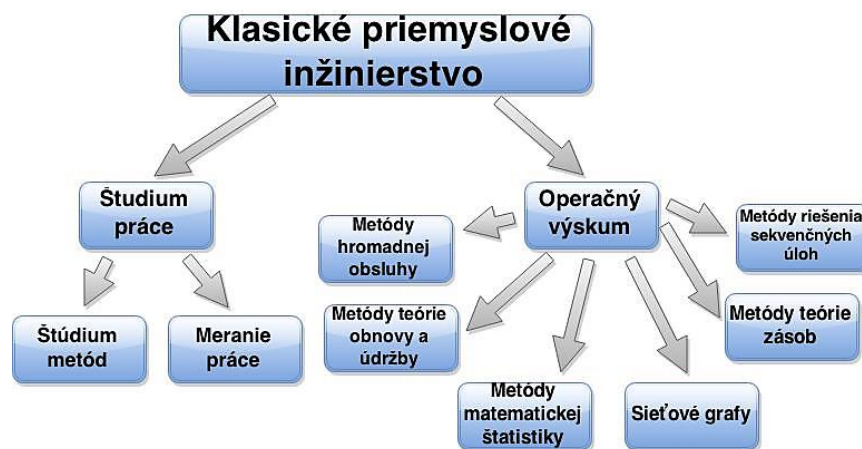 Klasické priemyslové
inžinierstvo
Študium
práce
Operačný
výskum
Metódy
hromadnej
obsluhy
Metódy riešenia
sekvenčných
úloh
Štúdium
metód
Meranie
práce
Metódy teórie
obnovy a
údržby
Metódy teórie
zásob
Metódy
matematickej
štatistiky
Sieťové grafy